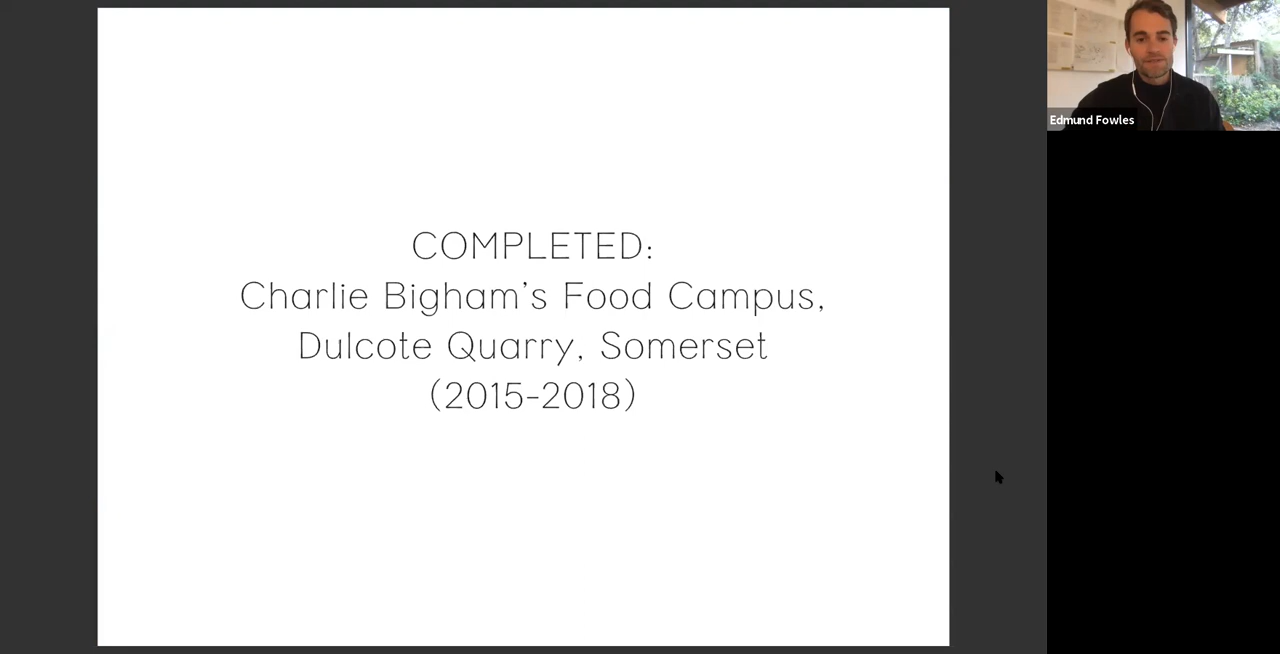 COMPLETED:
Charlie Bigham's Food Campus,
Dulcote Quarry, Somerset
(2015-2018)
Edmund Fowles